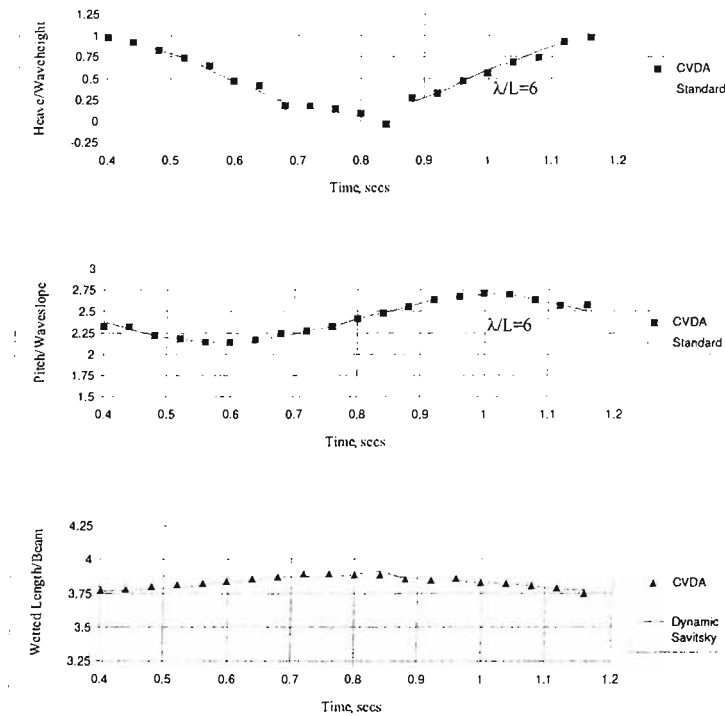 1.25
1
0.75
0.5
0.25
0
-0.25
Heave/Waveheight
λ/L=6
CVDA
Standard
0.4 0.5 0.6 0.7 0.8 0.9 1 1.1 1.2
Time, secs
3
2.75
2.5
2.25
2
1.75
1.5
Pitch/Waveslope
λ/L=6
CVDA
Standard
0.4 0.5 0.6 0.7 0.8 0.9 1 1.1 1.2
Time, secs
4.25
4
3.75
3.5
3.25
Wetted Length/Beam
CVDA
Dynamic
Savitsky
0.4 0.5 0.6 0.7 0.8 0.9 1 1.1 1.2
Time, secs